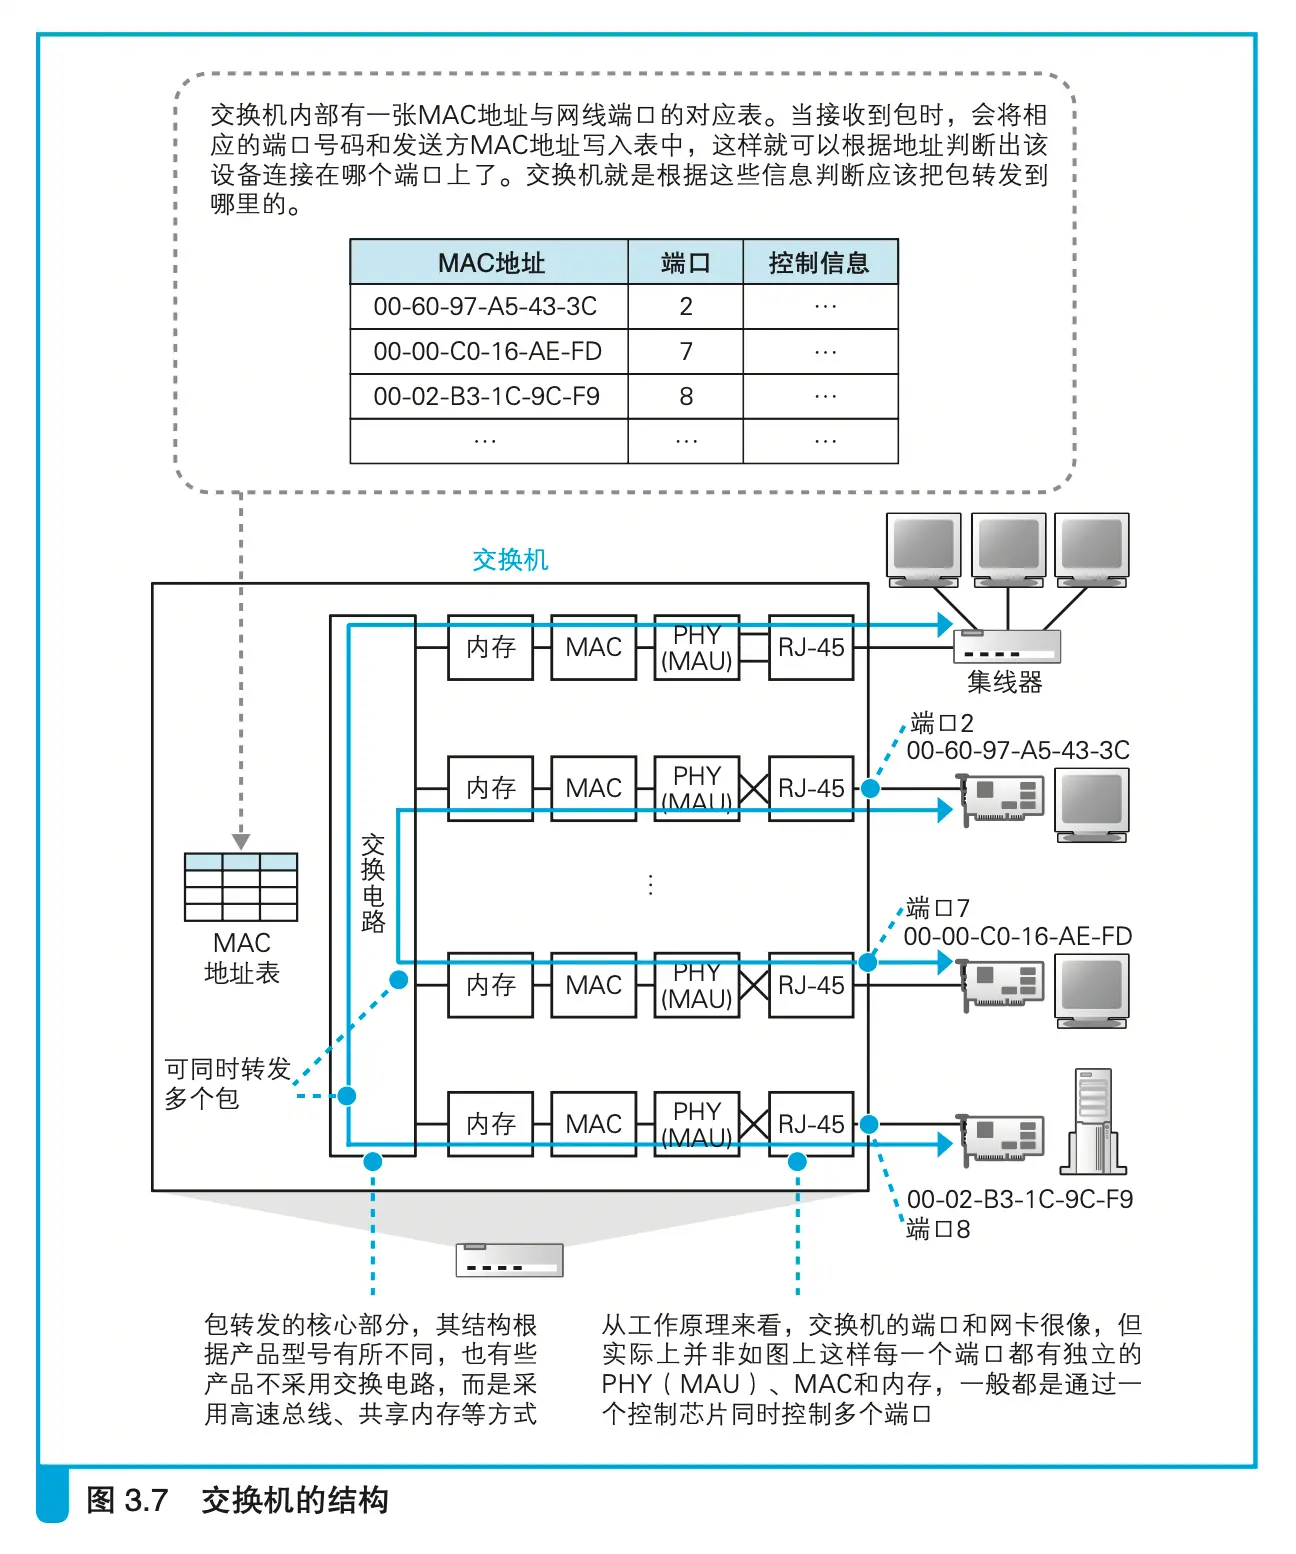 交换机内部有一张MAC地址与网线端口的对应表。当接收到包时，会将相
应的端口号码和发送方MAC地址写入表中，这样就可以根据地址判断出该
设备连接在哪个端口上了。交换机就是根据这些信息判断应该把包转发到
哪里的。
MAC地址 端口 控制信息
00-60-97-A5-43-3C 2 …
00-00-C0-16-AE-FD 7 …
00-02-B3-1C-9C-F9 8 …
… … …
交换机
内存 MAC PHY (MAU) RJ-45
集线器
端口2
00-60-97-A5-43-3C
内存 MAC PHY (MAU) RJ-45
交换电路
⋮
MAC
地址表
端口7
00-00-C0-16-AE-FD
内存 MAC PHY (MAU) RJ-45
可同时转发
多个包
内存 MAC PHY (MAU) RJ-45
00-02-B3-1C-9C-F9
端口8
包转发的核心部分，其结构根
据产品型号有所不同，也有些
产品不采用交换电路，而是采
用高速总线、共享内存等方式
从工作原理来看，交换机的端口和网卡很像，但
实际上并非如图上这样每一个端口都有独立的
PHY（MAU）、MAC和内存，一般都是通过一
个控制芯片同时控制多个端口
图 3.7 交换机的结构